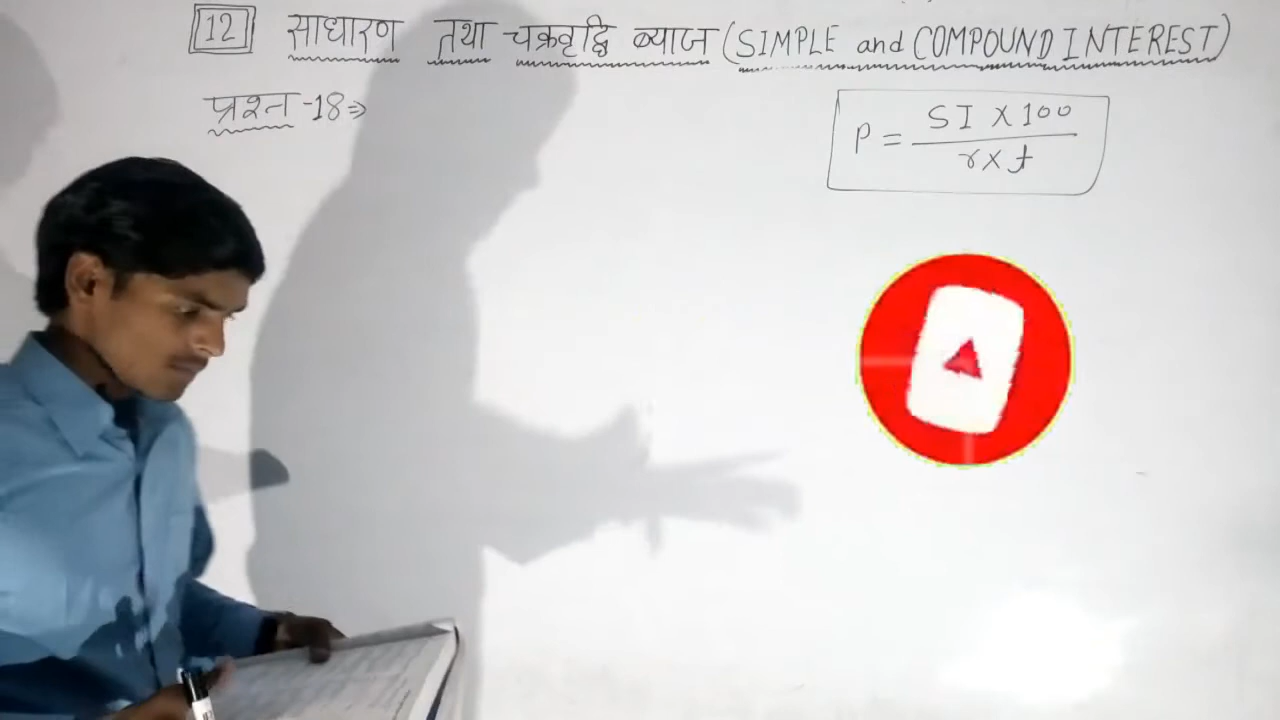 12 साधारण तथा चक्रवृद्धि ब्याज (SIMPLE and COMPOUND INTEREST)
प्रश्न -18⇒
P = SI X 100
r X t